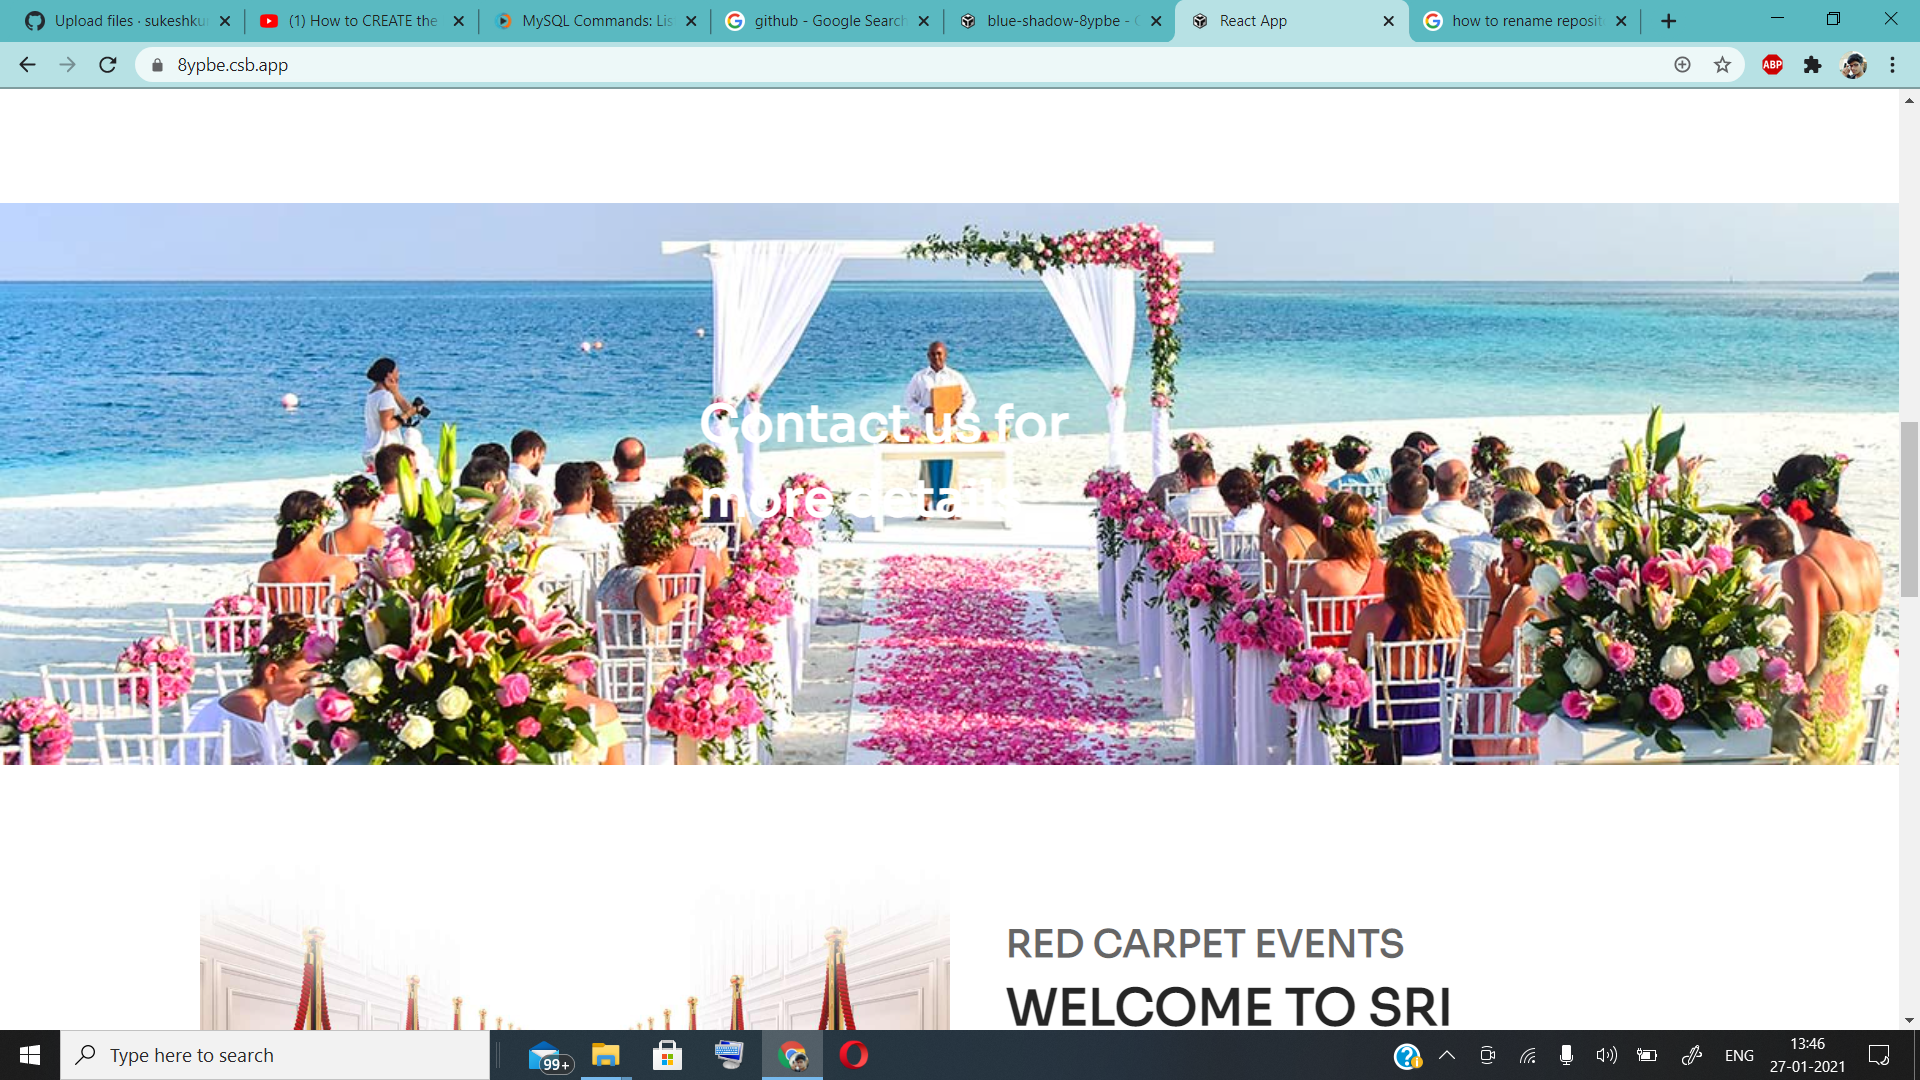 Upload files · sukeshku
(1) How to CREATE the
MySQL Commands: Lis
github - Google Search
blue-shadow-8ypbe - C
React App
how to rename reposit
8ypbe.csb.app
ABP
Contact us for
more details
RED CARPET EVENTS
WELCOME TO SRI
Type here to search
99+
ENG
13:46
27-01-2021